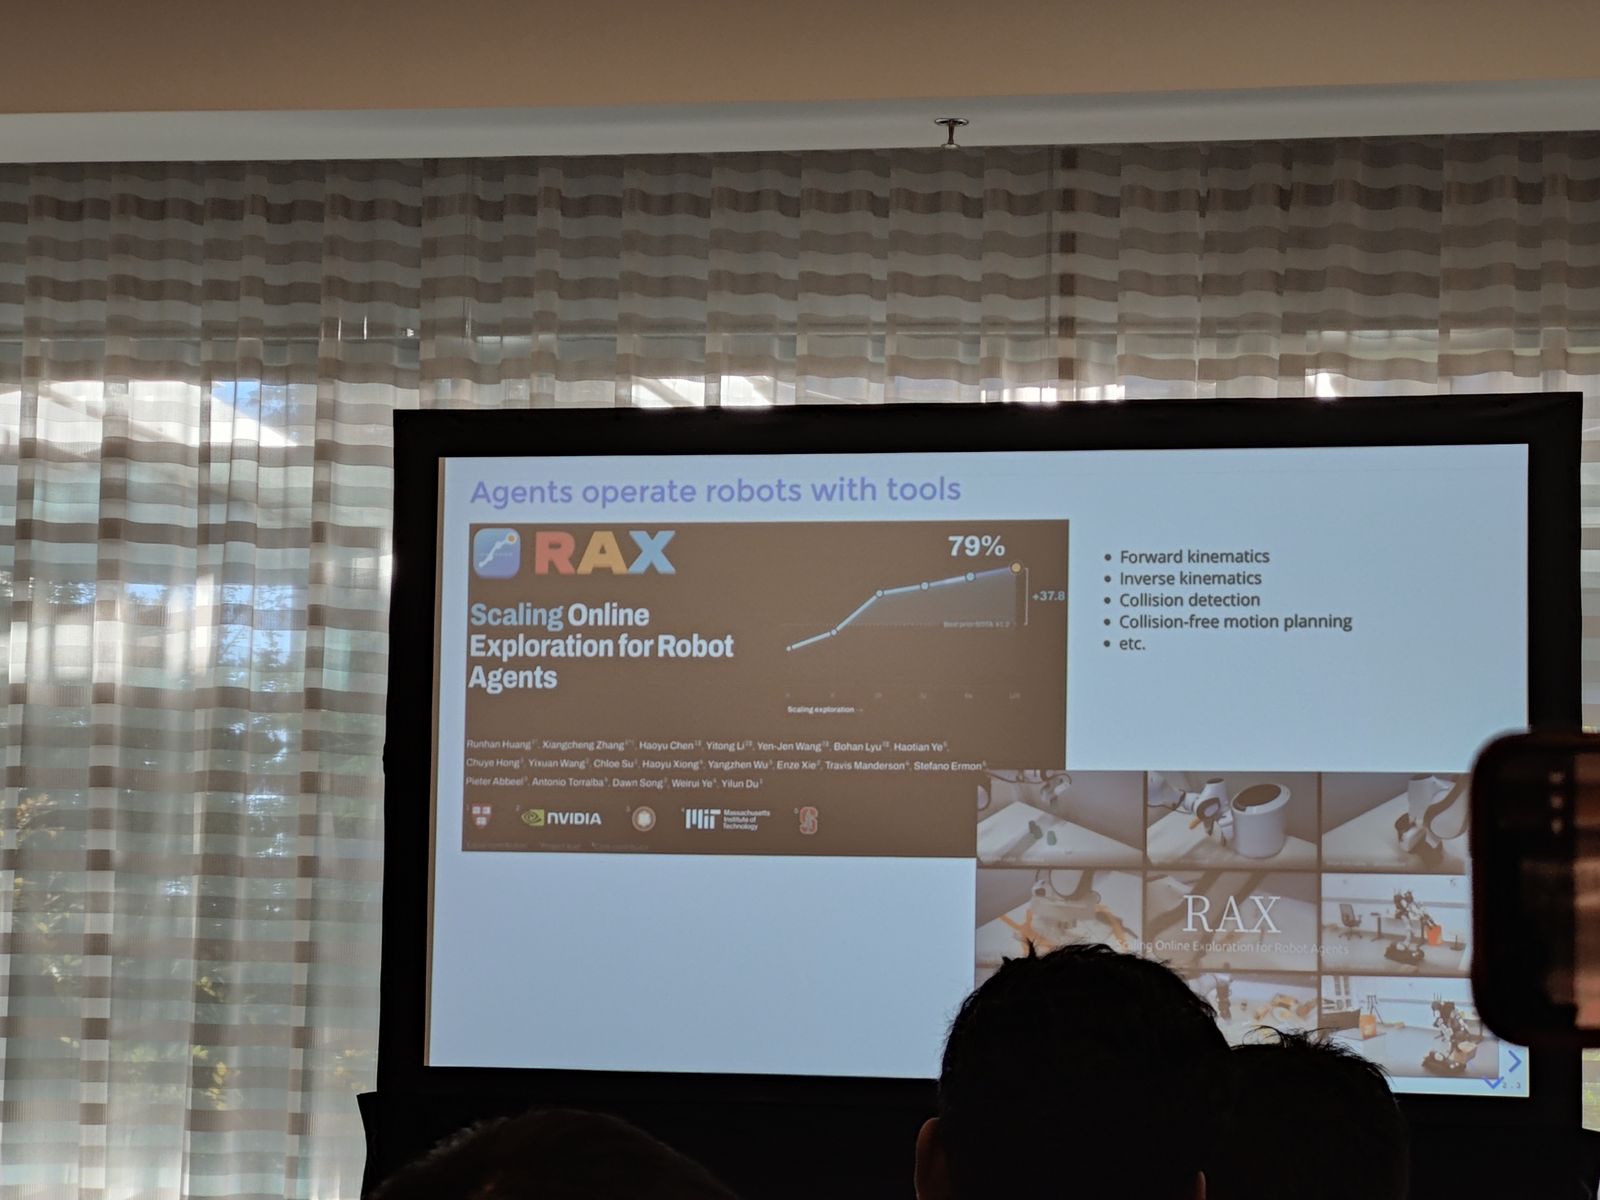 Agents operate robots with tools
RAX
79%
+37.8
Scaling Online
Exploration for Robot
Agents
Scaling exploration →
Runhan Huang, Xiangcheng Zhang, Haoyu Chen, Yitong Li, Yen-Jen Wang, Bohan Lyu, Haotian Ye,
Chuye Hong, Yixuan Wang, Chloe Su, Haoyu Xiong, Yangzhen Wu, Enze Xie, Travis Manderson, Stefano Ermon,
Pieter Abbeel, Antonio Torralba, Dawn Song, Weirui Ye, Yilun Du
NVIDIA
MIT Massachusetts
Institute of
Technology
• Forward kinematics
• Inverse kinematics
• Collision detection
• Collision-free motion planning
• etc.
RAX
Scaling Online Exploration for Robot Agents
2.3